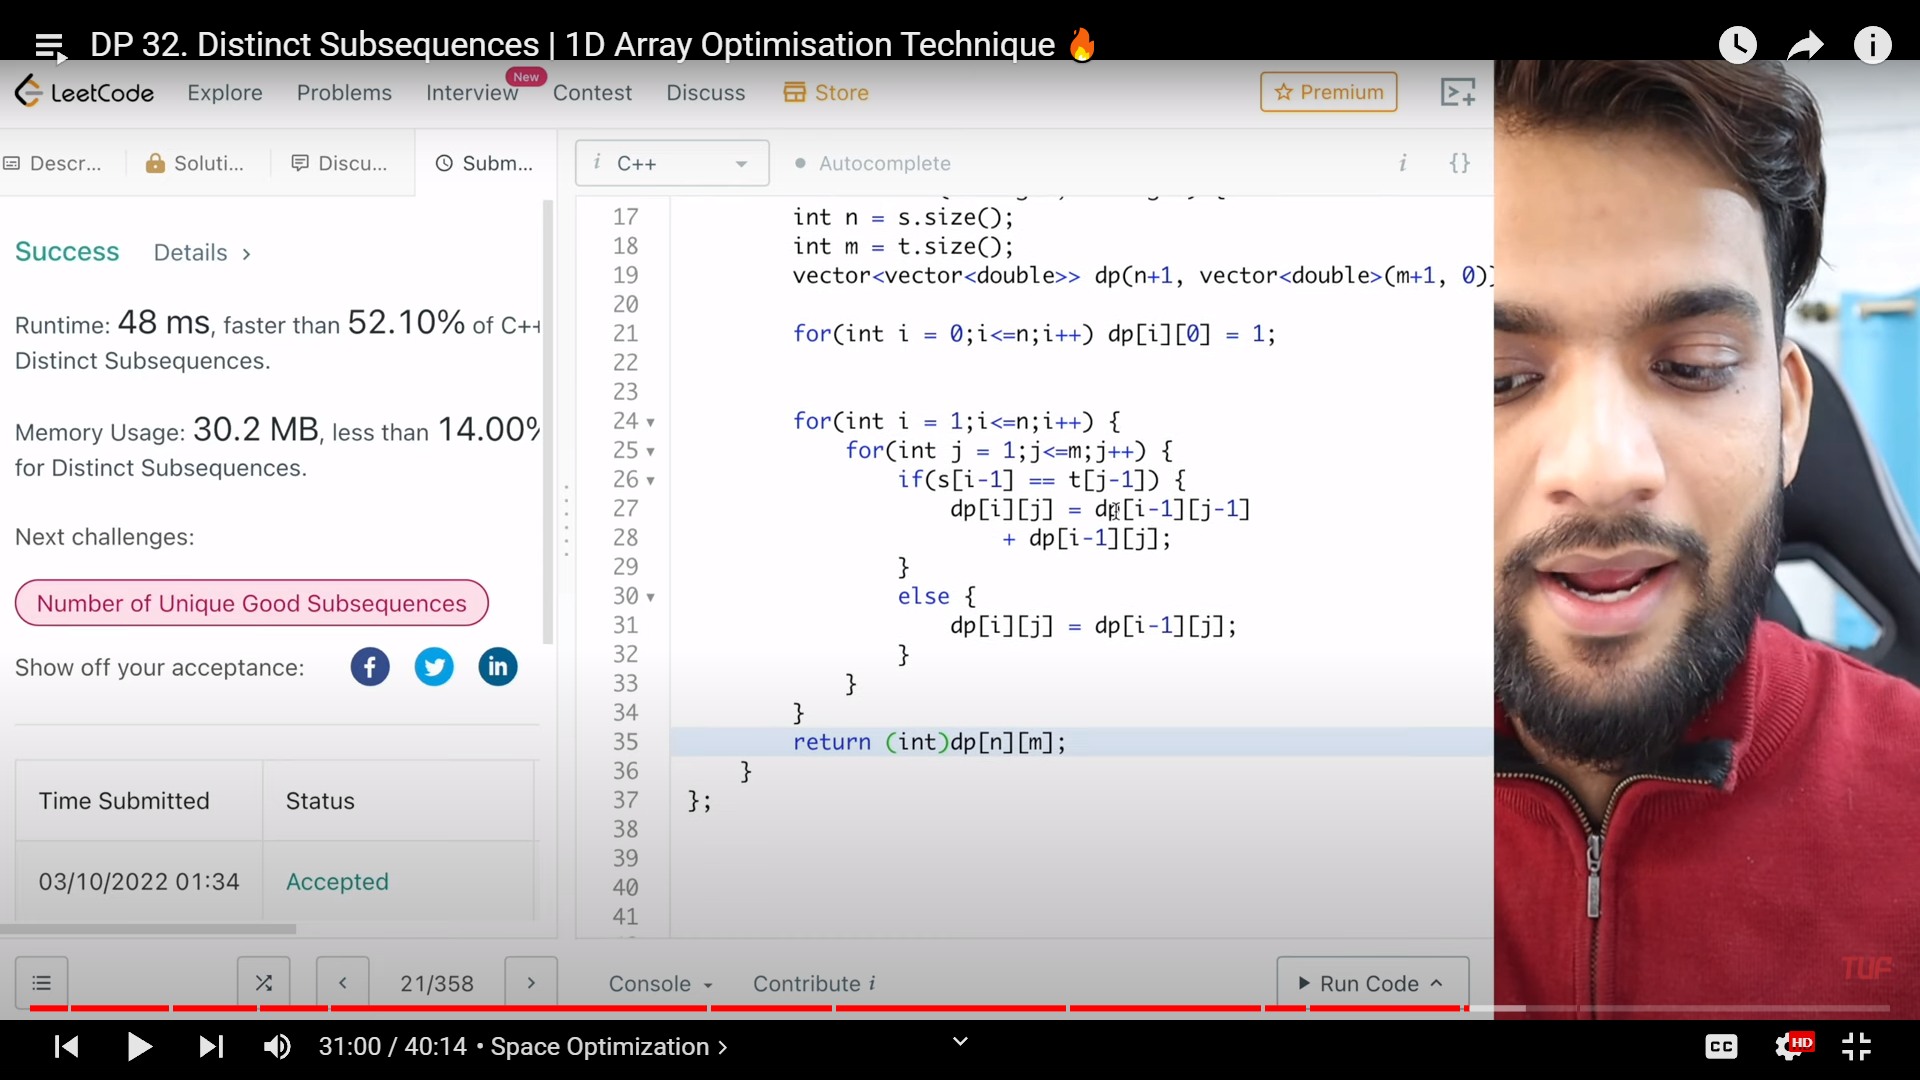 DP 32. Distinct Subsequences | 1D Array Optimisation Technique 🔥
LeetCode Explore Problems Interview New Contest Discuss Store Premium
Descr... Soluti... Discu... Subm...
i C++ Autocomplete i {}
Success Details >
Runtime: 48 ms, faster than 52.10% of C++
Distinct Subsequences.
Memory Usage: 30.2 MB, less than 14.00%
for Distinct Subsequences.
Next challenges:
Number of Unique Good Subsequences
Show off your acceptance: f in
Time Submitted Status
03/10/2022 01:34 Accepted
17 int n = s.size();
18 int m = t.size();
19 vector<vector<double>> dp(n+1, vector<double>(m+1, 0))
20
21 for(int i = 0;i<=n;i++) dp[i][0] = 1;
22
23
24 for(int i = 1;i<=n;i++) {
25 for(int j = 1;j<=m;j++) {
26 if(s[i-1] == t[j-1]) {
27 dp[i][j] = dp[i-1][j-1]
28 + dp[i-1][j];
29 }
30 else {
31 dp[i][j] = dp[i-1][j];
32 }
33 }
34 }
35 return (int)dp[n][m];
36 }
37 };
38
39
40
41
< 21/358 > Console Contribute i Run Code
TUF
31:00 / 40:14 • Space Optimization >
CC HD